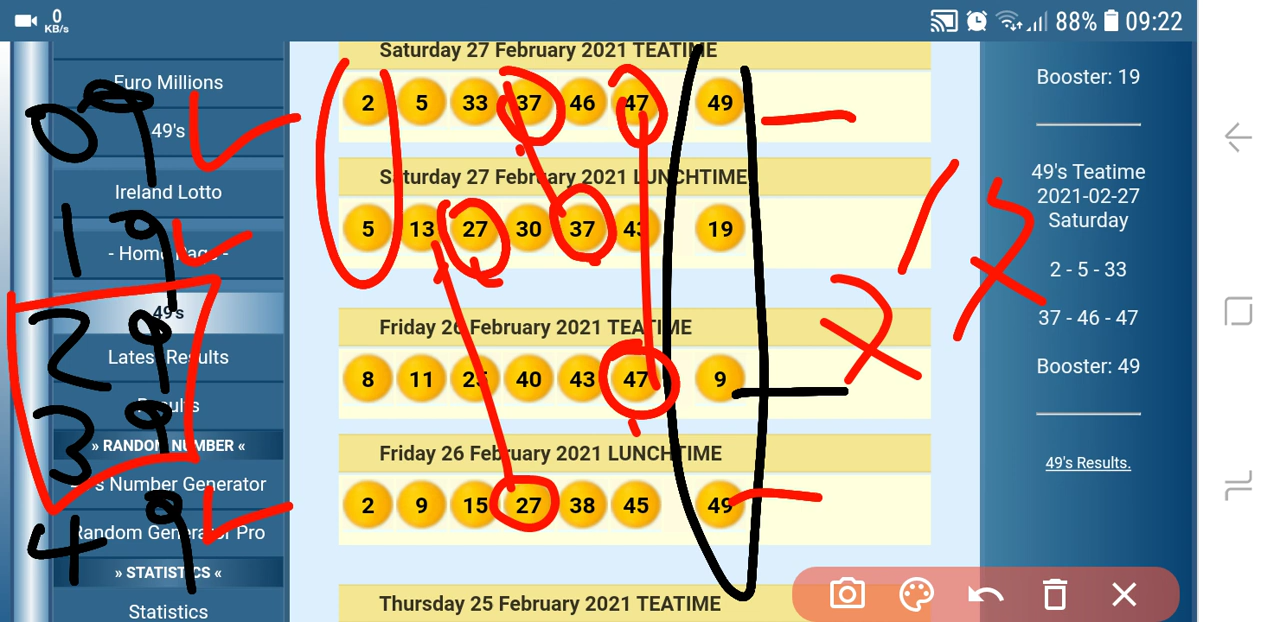 0 KB/s 88% 09:22
Euro Millions
49's
Ireland Lotto
49's
Latest Results
» RANDOM NUMBER «
Number Generator
Random Generator Pro
» STATISTICS «
Statistics
09
19
29
39
49
Saturday 27 February 2021 TEATIME
2 5 33 37 46 47 49
Saturday 27 February 2021 LUNCHTIME
5 13 27 30 37 43 19
Friday 26 February 2021 TEATIME
8 11 25 40 43 47 9
Friday 26 February 2021 LUNCHTIME
2 9 15 27 38 45 49
Thursday 25 February 2021 TEATIME
Booster: 19
49's Teatime
2021-02-27
Saturday
2 - 5 - 33
37 - 46 - 47
Booster: 49
49's Results.